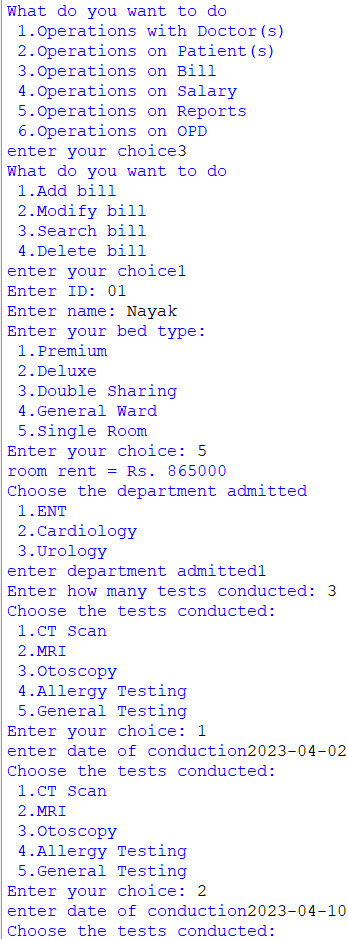 What do you want to do
1.Operations with Doctor(s)
2.Operations on Patient(s)
3.Operations on Bill
4.Operations on Salary
5.Operations on Reports
6.Operations on OPD
enter your choice3
What do you want to do
1.Add bill
2.Modify bill
3.Search bill
4.Delete bill
enter your choice1
Enter ID: 01
Enter name: Nayak
Enter your bed type:
1.Premium
2.Deluxe
3.Double Sharing
4.General Ward
5.Single Room
Enter your choice: 5
room rent = Rs. 865000
Choose the department admitted
1.ENT
2.Cardiology
3.Urology
enter department admitted1
Enter how many tests conducted: 3
Choose the tests conducted:
1.CT Scan
2.MRI
3.Otoscopy
4.Allergy Testing
5.General Testing
Enter your choice: 1
enter date of conduction2023-04-02
Choose the tests conducted:
1.CT Scan
2.MRI
3.Otoscopy
4.Allergy Testing
5.General Testing
Enter your choice: 2
enter date of conduction2023-04-10
Choose the tests conducted: